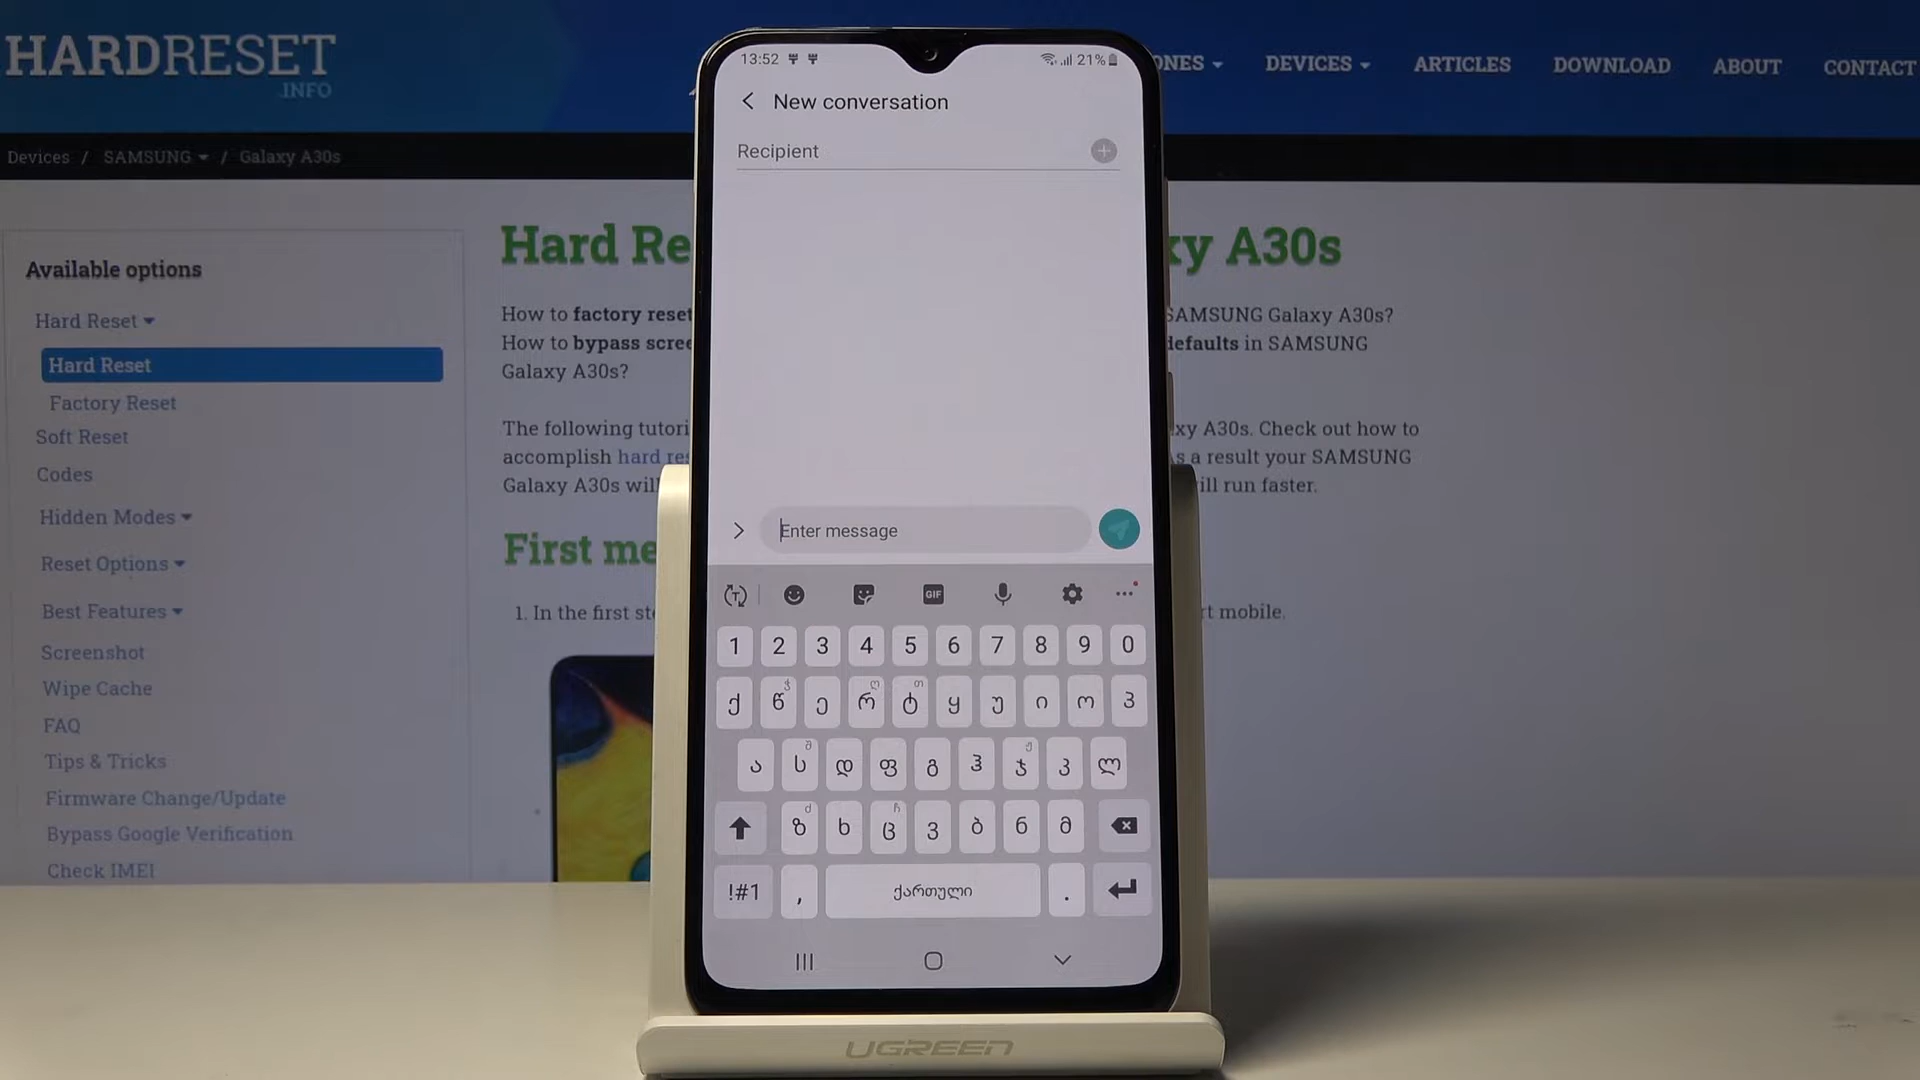 HARDRESET
.INFO
ONES
DEVICES
ARTICLES
DOWNLOAD
ABOUT
CONTACT
Devices / SAMSUNG / Galaxy A30s
Available options
Hard Reset
Hard Reset
Factory Reset
Soft Reset
Codes
Hidden Modes
Reset Options
Best Features
Screenshot
Wipe Cache
FAQ
Tips & Tricks
Firmware Change/Update
Bypass Google Verification
Check IMEI
Hard Re
xy A30s
How to factory reset
SAMSUNG Galaxy A30s?
How to bypass scree
defaults in SAMSUNG
Galaxy A30s?
The following tutori
xy A30s. Check out how to
accomplish hard re
s a result your SAMSUNG
Galaxy A30s wil
ill run faster.
First me
1. In the first st
rt mobile.
13:52
21%
New conversation
Recipient
Enter message
GIF
1 2 3 4 5 6 7 8 9 0
ქ წ ჭ ე რ ღ ტ თ ყ უ ი ო პ
ა ს შ დ ფ გ ჰ ჯ ჟ კ ლ
ზ ძ ხ ც ჩ ვ ბ ნ მ
!#1 , ქართული .
UGREEN